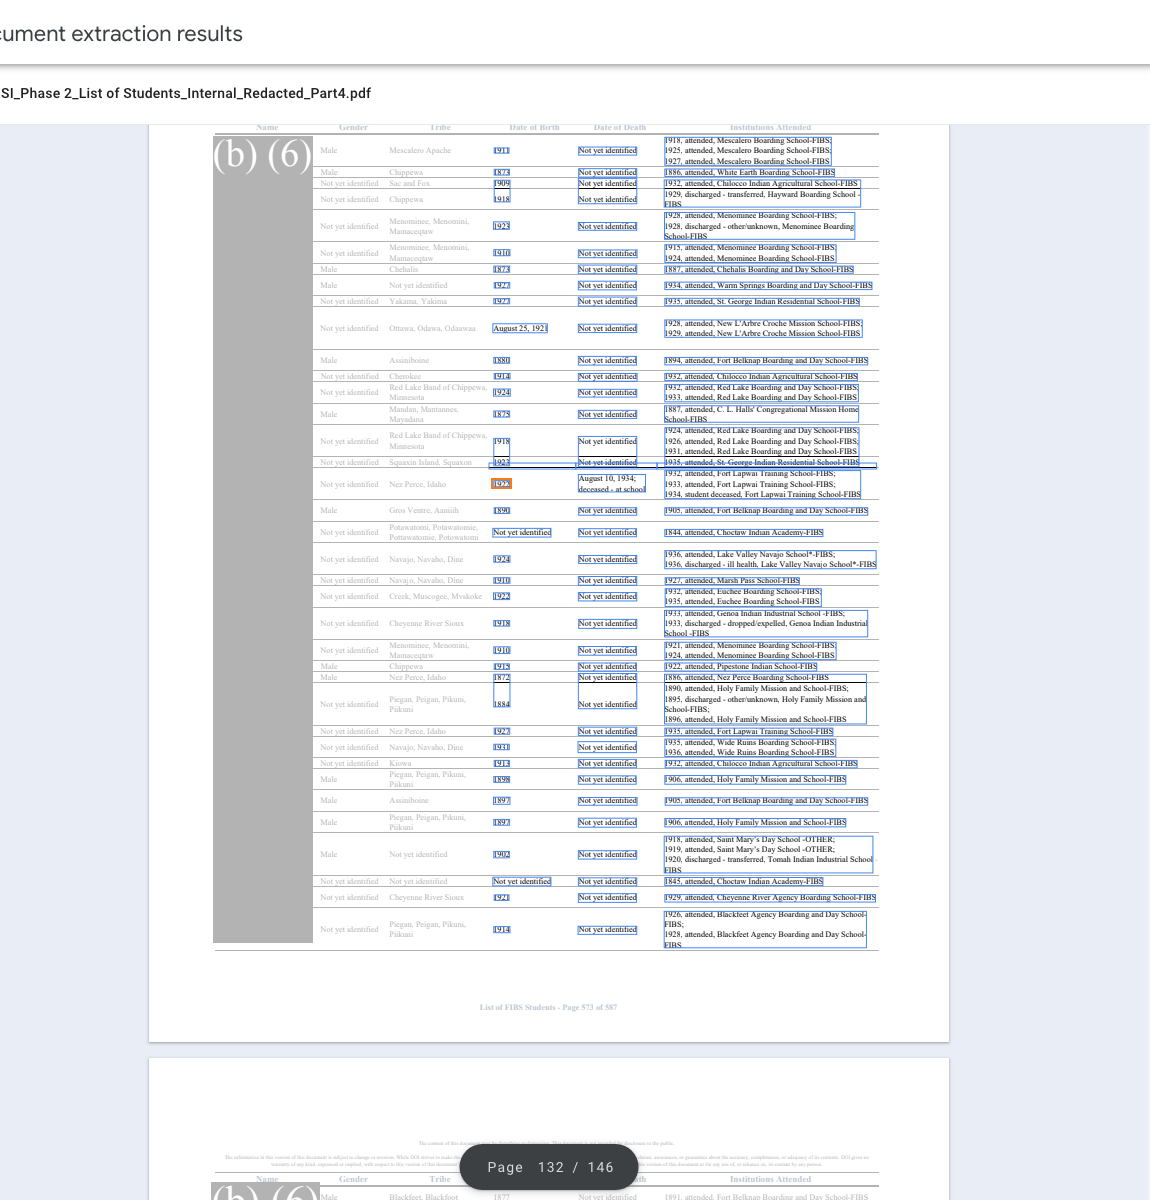 cument extraction results
SI_Phase 2_List of Students_Internal_Redacted_Part4.pdf
Name Gender Tribe Date of Birth Date of Death Institutions Attended
(b) (6)
Male Mescalero Apache 1911 Not yet identified 1918, attended, Mescalero Boarding School-FIBS;
1925, attended, Mescalero Boarding School-FIBS;
1927, attended, Mescalero Boarding School-FIBS
Male Chippewa 1873 Not yet identified 1886, attended, White Earth Boarding School-FIBS
Not yet identified Sac and Fox 1909 Not yet identified 1932, attended, Chilocco Indian Agricultural School-FIBS
Not yet identified Chippewa 1918 Not yet identified 1929, discharged - transferred, Hayward Boarding School -
FIBS
Not yet identified Menominee, Menomini,
Mamaceqtaw 1923 Not yet identified 1928, attended, Menominee Boarding School-FIBS;
1928, discharged - other/unknown, Menominee Boarding
School-FIBS
Not yet identified Menominee, Menomini,
Mamaceqtaw 1910 Not yet identified 1915, attended, Menominee Boarding School-FIBS;
1924, attended, Menominee Boarding School-FIBS
Male Chehalis 1873 Not yet identified 1887, attended, Chehalis Boarding and Day School-FIBS
Male Not yet identified 1927 Not yet identified 1934, attended, Warm Springs Boarding and Day School-FIBS
Not yet identified Yakama, Yakima 1927 Not yet identified 1935, attended, St. George Indian Residential School-FIBS
Not yet identified Ottawa, Odawa, Odaawaa August 25, 1921 Not yet identified 1928, attended, New L'Arbre Croche Mission School-FIBS;
1929, attended, New L'Arbre Croche Mission School-FIBS
Male Assiniboine 1880 Not yet identified 1894, attended, Fort Belknap Boarding and Day School-FIBS
Not yet identified Cherokee 1914 Not yet identified 1932, attended, Chilocco Indian Agricultural School-FIBS
Not yet identified Red Lake Band of Chippewa,
Minnesota 1924 Not yet identified 1932, attended, Red Lake Boarding and Day School-FIBS;
1933, attended, Red Lake Boarding and Day School-FIBS
Male Mandan, Mantannes,
Mayadana 1875 Not yet identified 1887, attended, C. L. Halls' Congregational Mission Home
School-FIBS
Not yet identified Red Lake Band of Chippewa,
Minnesota 1918 Not yet identified 1924, attended, Red Lake Boarding and Day School-FIBS;
1926, attended, Red Lake Boarding and Day School-FIBS;
1931, attended, Red Lake Boarding and Day School-FIBS
Not yet identified Squaxin Island, Squaxon 1923 Not yet identified 1935, attended, St. George Indian Residential School-FIBS
Not yet identified Nez Perce, Idaho 1922 August 10, 1934;
deceased - at school 1932, attended, Fort Lapwai Training School-FIBS;
1933, attended, Fort Lapwai Training School-FIBS;
1934, student deceased, Fort Lapwai Training School-FIBS
Male Gros Ventre, Aaniiih 1890 Not yet identified 1905, attended, Fort Belknap Boarding and Day School-FIBS
Not yet identified Potawatomi, Potawatomie,
Pottawatomie, Potowatomi Not yet identified Not yet identified 1844, attended, Choctaw Indian Academy-FIBS
Not yet identified Navajo, Navaho, Dine 1924 Not yet identified 1936, attended, Lake Valley Navajo School*-FIBS;
1936, discharged - ill health, Lake Valley Navajo School*-FIBS
Not yet identified Navajo, Navaho, Dine 1910 Not yet identified 1927, attended, Marsh Pass School-FIBS
Not yet identified Creek, Muscogee, Mvskoke 1922 Not yet identified 1932, attended, Euchee Boarding School-FIBS;
1935, attended, Euchee Boarding School-FIBS
Not yet identified Cheyenne River Sioux 1918 Not yet identified 1933, attended, Genoa Indian Industrial School -FIBS;
1933, discharged - dropped/expelled, Genoa Indian Industrial
School -FIBS
Not yet identified Menominee, Menomini,
Mamaceqtaw 1910 Not yet identified 1921, attended, Menominee Boarding School-FIBS;
1924, attended, Menominee Boarding School-FIBS
Male Chippewa 1915 Not yet identified 1922, attended, Pipestone Indian School-FIBS
Male Nez Perce, Idaho 1872 Not yet identified 1886, attended, Nez Perce Boarding School-FIBS
Not yet identified Piegan, Peigan, Pikuni,
Piikuni 1884 Not yet identified 1890, attended, Holy Family Mission and School-FIBS;
1895, discharged - other/unknown, Holy Family Mission and
School-FIBS;
1896, attended, Holy Family Mission and School-FIBS
Not yet identified Nez Perce, Idaho 1927 Not yet identified 1935, attended, Fort Lapwai Training School-FIBS
Not yet identified Navajo, Navaho, Dine 1931 Not yet identified 1935, attended, Wide Ruins Boarding School-FIBS;
1936, attended, Wide Ruins Boarding School-FIBS
Not yet identified Kiowa 1913 Not yet identified 1932, attended, Chilocco Indian Agricultural School-FIBS
Male Piegan, Peigan, Pikuni,
Piikuni 1898 Not yet identified 1906, attended, Holy Family Mission and School-FIBS
Male Assiniboine 1897 Not yet identified 1905, attended, Fort Belknap Boarding and Day School-FIBS
Male Piegan, Peigan, Pikuni,
Piikuni 1897 Not yet identified 1906, attended, Holy Family Mission and School-FIBS
Male Not yet identified 1902 Not yet identified 1918, attended, Saint Mary's Day School -OTHER;
1919, attended, Saint Mary's Day School -OTHER;
1920, discharged - transferred, Tomah Indian Industrial School -
FIBS
Not yet identified Not yet identified Not yet identified Not yet identified 1845, attended, Choctaw Indian Academy-FIBS
Not yet identified Cheyenne River Sioux 1921 Not yet identified 1929, attended, Cheyenne River Agency Boarding School-FIBS
Not yet identified Piegan, Peigan, Pikuni,
Piikuni 1914 Not yet identified 1926, attended, Blackfeet Agency Boarding and Day School-
FIBS;
1928, attended, Blackfeet Agency Boarding and Day School-
FIBS
List of FIBS Students - Page 573 of 587
Page 132 / 146
Name Gender Tribe Institutions Attended
(b) (6)
Male Blackfeet, Blackfoot 1877 Not yet identified 1891, attended, Fort Belknap Boarding and Day School-FIBS